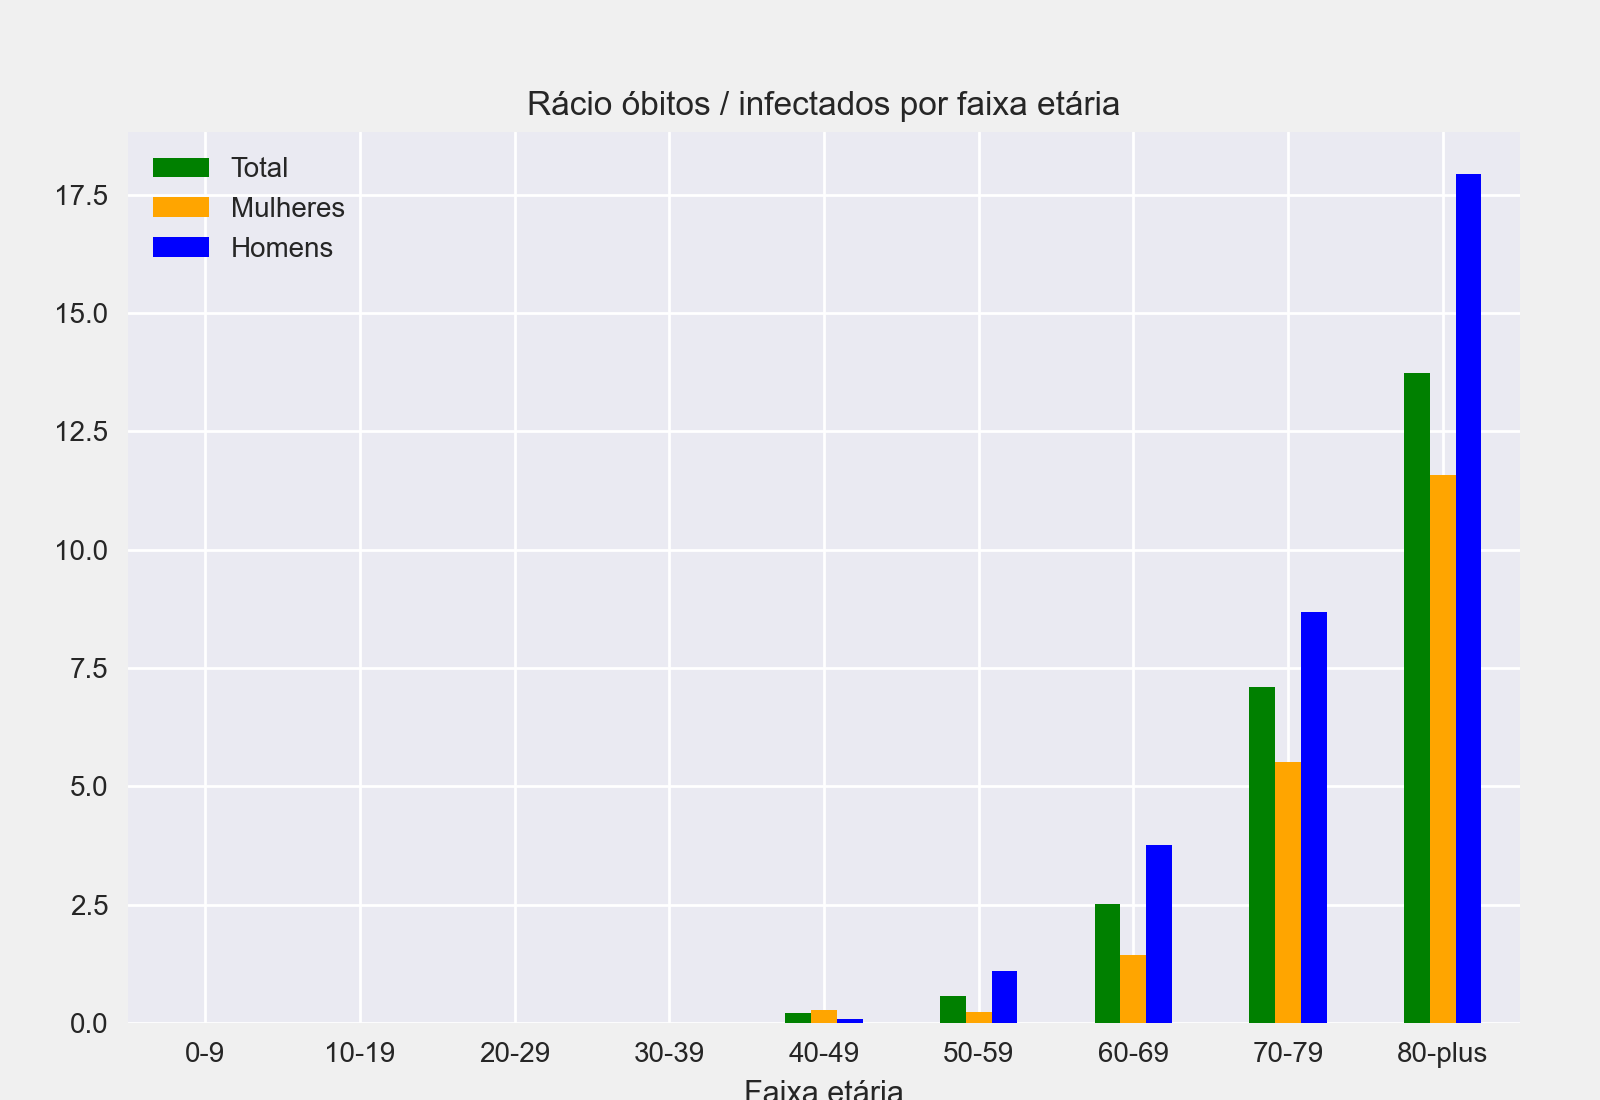 Rácio óbitos / infectados por faixa etária
Total
Mulheres
Homens
17.5
15.0
12.5
10.0
7.5
5.0
2.5
0.0
0-9 10-19 20-29 30-39 40-49 50-59 60-69 70-79 80-plus
Faixa etária